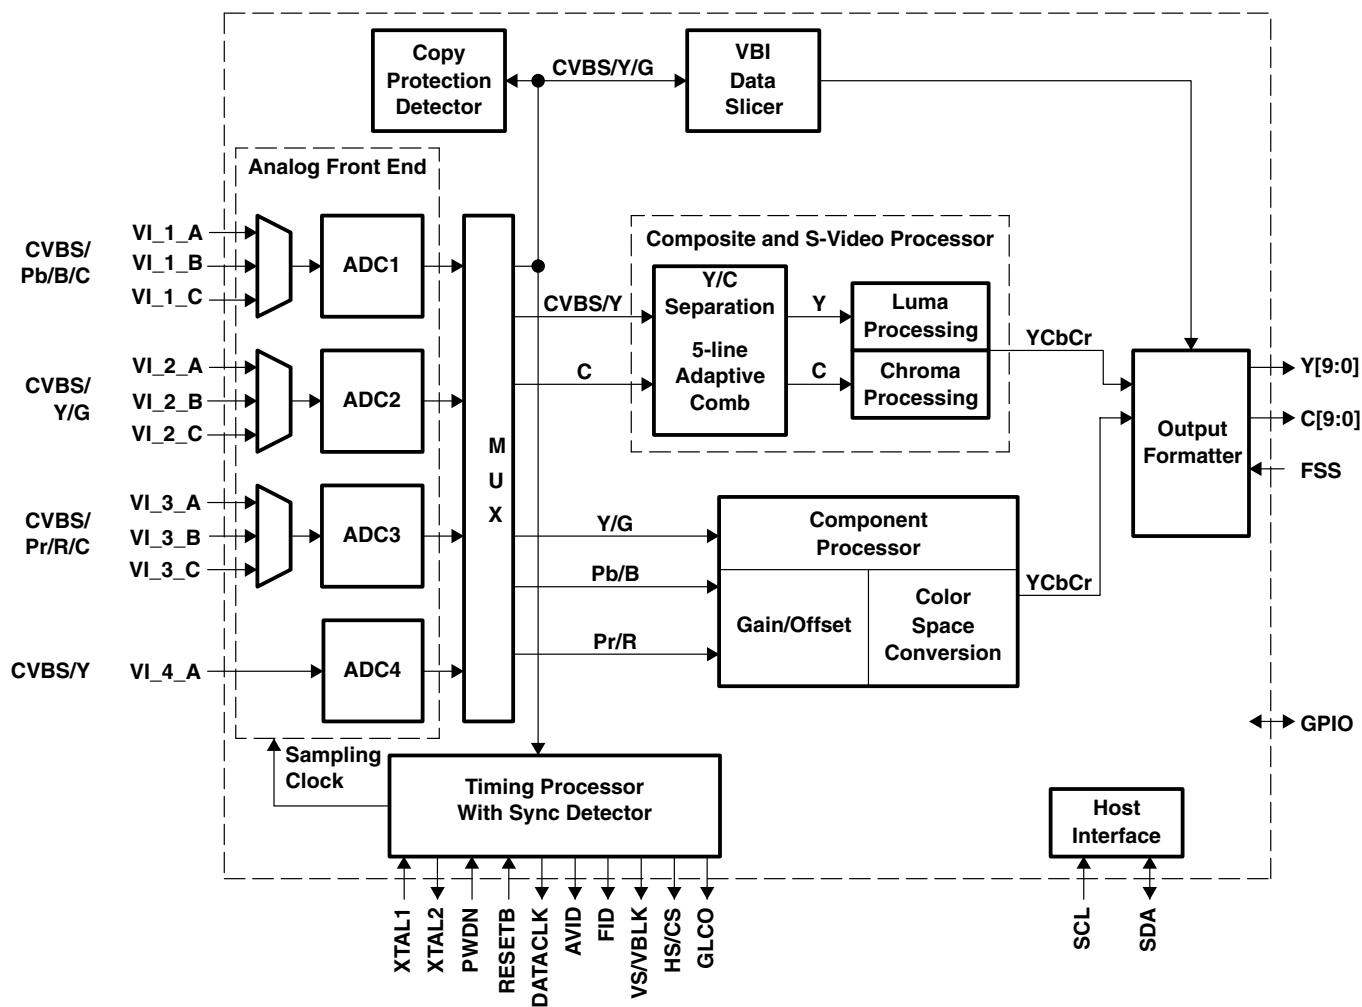 Copy
Protection
Detector
CVBS/Y/G
VBI
Data
Slicer
Analog Front End
CVBS/
Pb/B/C
VI_1_A
VI_1_B
VI_1_C
ADC1
CVBS/
Y/G
VI_2_A
VI_2_B
VI_2_C
ADC2
CVBS/
Pr/R/C
VI_3_A
VI_3_B
VI_3_C
ADC3
CVBS/Y
VI_4_A
ADC4
M
U
X
Composite and S-Video Processor
CVBS/Y
C
Y/C
Separation
5-line
Adaptive
Comb
Y
C
Luma
Processing
Chroma
Processing
YCbCr
Y/G
Pb/B
Pr/R
Component
Processor
Gain/Offset
Color
Space
Conversion
YCbCr
Output
Formatter
Y[9:0]
C[9:0]
FSS
GPIO
Sampling
Clock
Timing Processor
With Sync Detector
Host
Interface
XTAL1
XTAL2
PWDN
RESETB
DATACLK
AVID
FID
VS/VBLK
HS/CS
GLCO
SCL
SDA